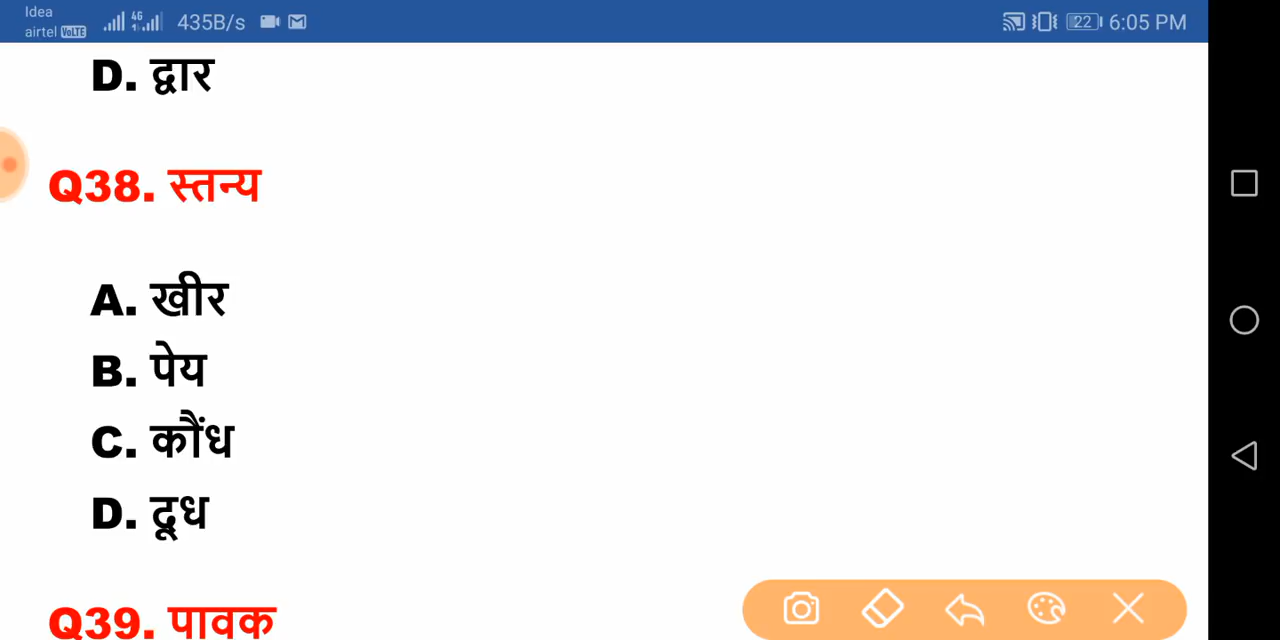 Idea
airtel VoLTE 4G 435B/s 22 6:05 PM
D. द्वार
Q38. स्तन्य
A. खीर
B. पेय
C. कौंध
D. दूध
Q39. पावक